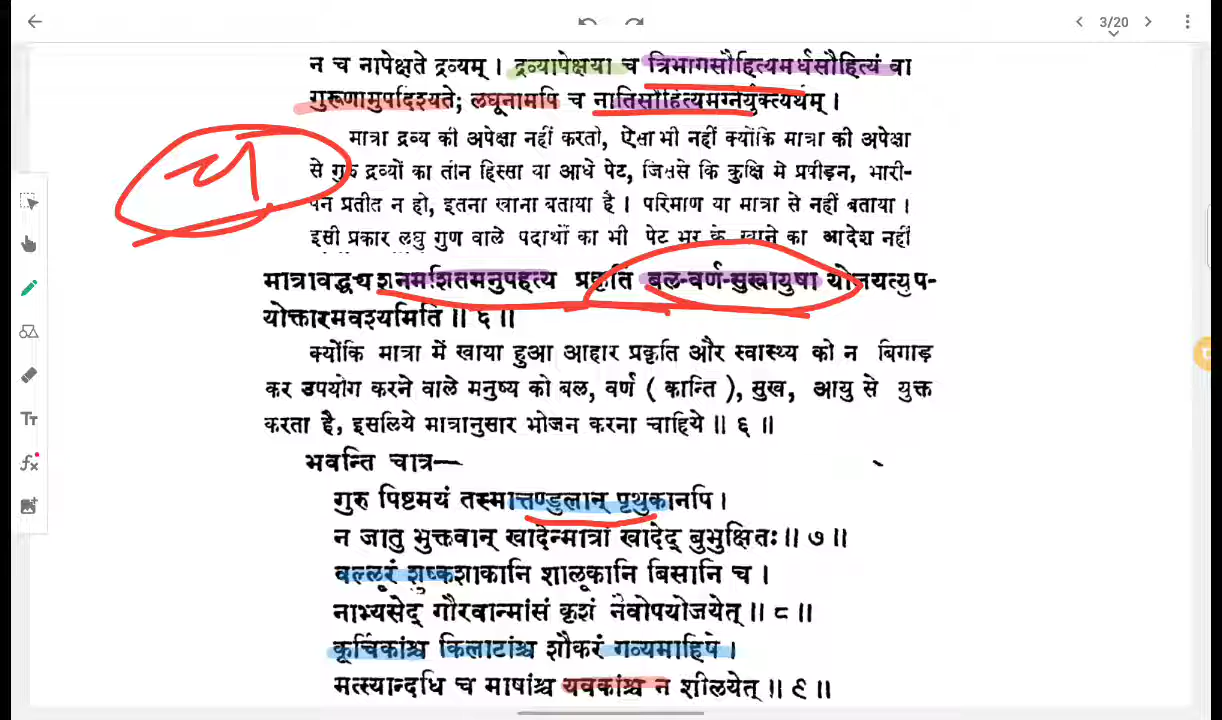 3/20
न च नापेक्षते द्रव्यम् । द्रव्यापेक्षया च त्रिभागसौहित्यमर्धसौहित्यं वा
गुरूणामुपदिश्यते; लघूनामपि च नातिसौहित्यमग्नेर्युक्त्यर्थम् ।
मात्रा द्रव्य की अपेक्षा नहीं करती, ऐसा भी नहीं क्योंकि मात्रा की अपेक्षा
से गुरु द्रव्यों का तीन हिस्सा या आधे पेट, जिससे कि कुक्षि मे प्रपीड़न, भारी-
पन प्रतीत न हो, इतना खाना बताया है । परिमाण या मात्रा से नहीं बताया ।
इसी प्रकार लघु गुण वाले पदार्थों का भी पेट भर के खाने का आदेश नहीं
मात्रावद्ध्यशनमशितमनुपहत्य प्रकृति बल-वर्ण-सुखायुषा योजयत्युप-
योक्तारमवश्यमिति ॥ ६ ॥
क्योंकि मात्रा में खाया हुआ आहार प्रकृति और स्वास्थ्य को न बिगाड़
कर उपयोग करने वाले मनुष्य को बल, वर्ण ( कान्ति ), सुख, आयु से युक्त
करता है, इसलिये मात्रानुसार भोजन करना चाहिये ॥ ६ ॥
भवन्ति चात्र—
गुरु पिष्टमयं तस्मात्तण्डुलान् पृथुकानपि ।
न जातु भुक्तवान् खादेन्मात्रां खादेद् बुभुक्षितः ॥ ७ ॥
वल्लूरं शुष्कशाकानि शालूकानि बिसानि च ।
नाभ्यसेद् गौरवान्मांसं कृशं नैवोपयोजयेत् ॥ ८ ॥
कूर्चिकांश्च किलाटांश्च शौकरं गव्यमाहिषे ।
मत्स्यान्दधि च माषांश्च यवकांश्च न शीलयेत् ॥ ९ ॥